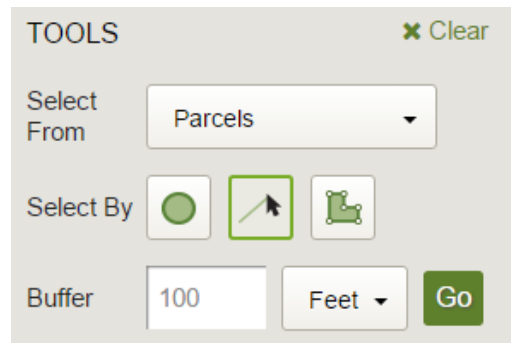 TOOLS ✖ Clear
Select
From
Parcels
Select By
Buffer 100 Feet Go